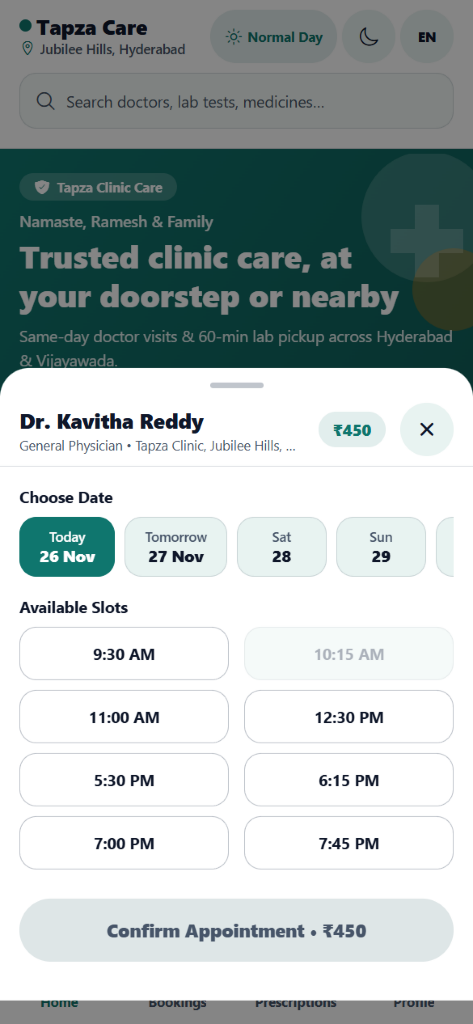 Tapza Care
Jubilee Hills, Hyderabad
Normal Day
EN
Search doctors, lab tests, medicines...
Tapza Clinic Care
Namaste, Ramesh & Family
Trusted clinic care, at
your doorstep or nearby
Same-day doctor visits & 60-min lab pickup across Hyderabad
& Vijayawada.
Dr. Kavitha Reddy
General Physician • Tapza Clinic, Jubilee Hills, ...
₹450
Choose Date
Today
26 Nov
Tomorrow
27 Nov
Sat
28
Sun
29
Available Slots
9:30 AM
10:15 AM
11:00 AM
12:30 PM
5:30 PM
6:15 PM
7:00 PM
7:45 PM
Confirm Appointment • ₹450
Home
Bookings
Prescriptions
Profile